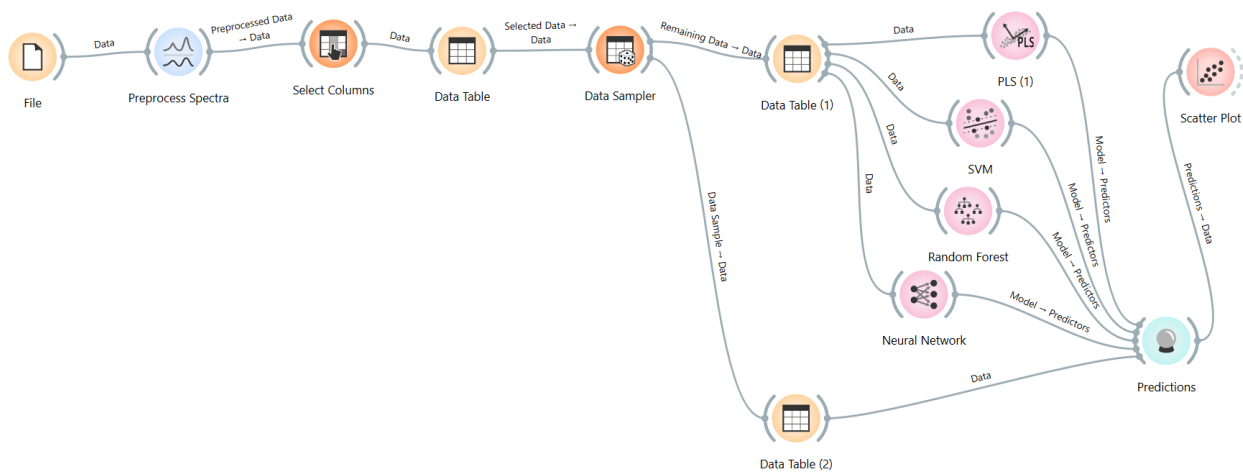 Data
Preprocessed Data
→ Data
Data
Selected Data →
Data
Remaining Data → Data
Data
PLS
File
Preprocess Spectra
Select Columns
Data Table
Data Sampler
Data Table (1)
PLS (1)
Scatter Plot
Data
SVM
Data
Random Forest
Data
Neural Network
Model → Predictors
Model → Predictors
Model → Predictors
Model → Predictors
Predictions → Data
Data Sample → Data
Predictions
Data
Data Table (2)